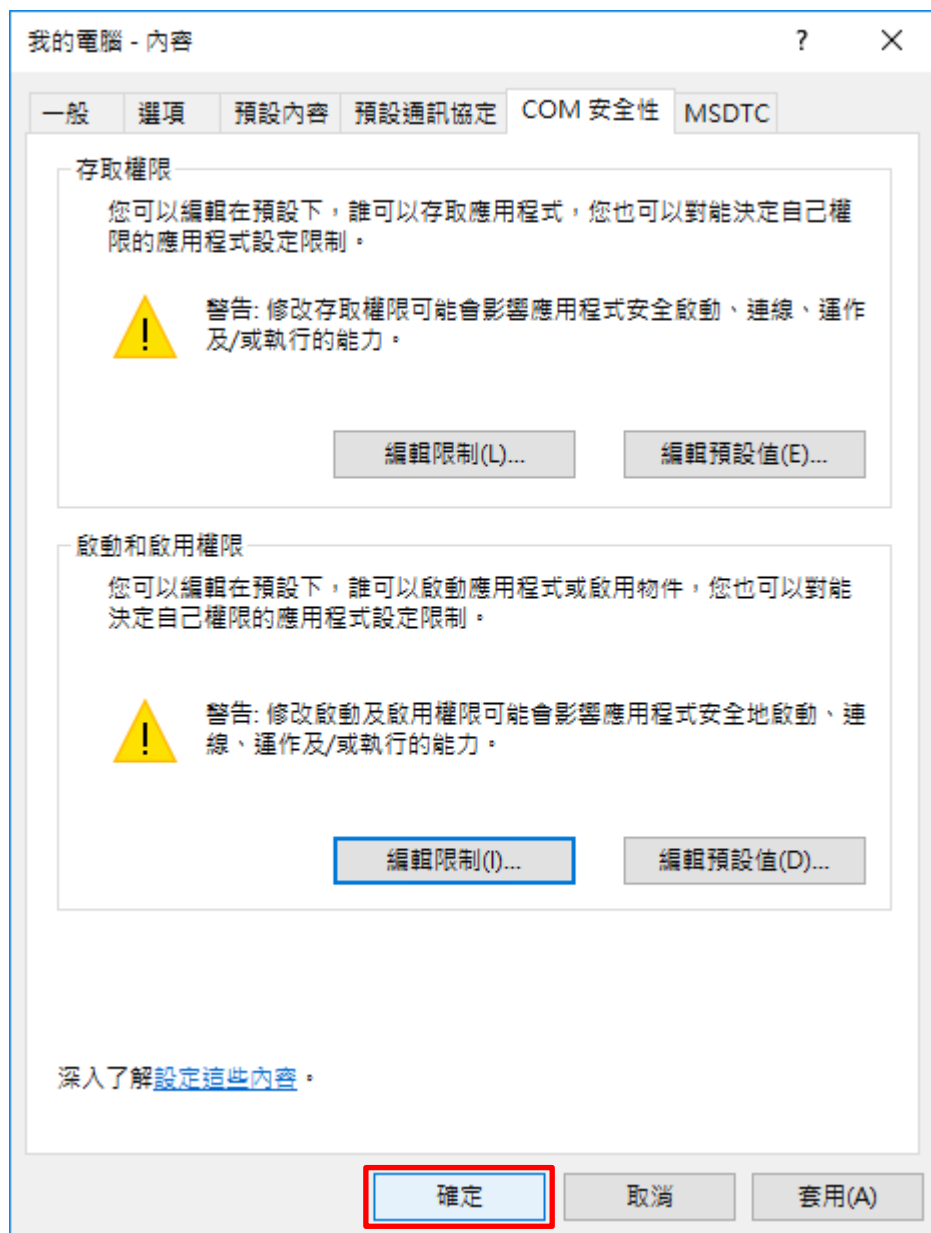 我的電腦 - 內容
?
一般
選項
預設內容
預設通訊協定
COM 安全性
MSDTC
存取權限
您可以編輯在預設下，誰可以存取應用程式，您也可以對能決定自己權
限的應用程式設定限制。
警告: 修改存取權限可能會影響應用程式安全啟動、連線、運作
及/或執行的能力。
編輯限制(L)...
編輯預設值(E)...
啟動和啟用權限
您可以編輯在預設下，誰可以啟動應用程式或啟用物件，您也可以對能
決定自己權限的應用程式設定限制。
警告: 修改啟動及啟用權限可能會影響應用程式安全地啟動、連
線、運作及/或執行的能力。
編輯限制(I)...
編輯預設值(D)...
深入了解設定這些內容。
確定
取消
套用(A)